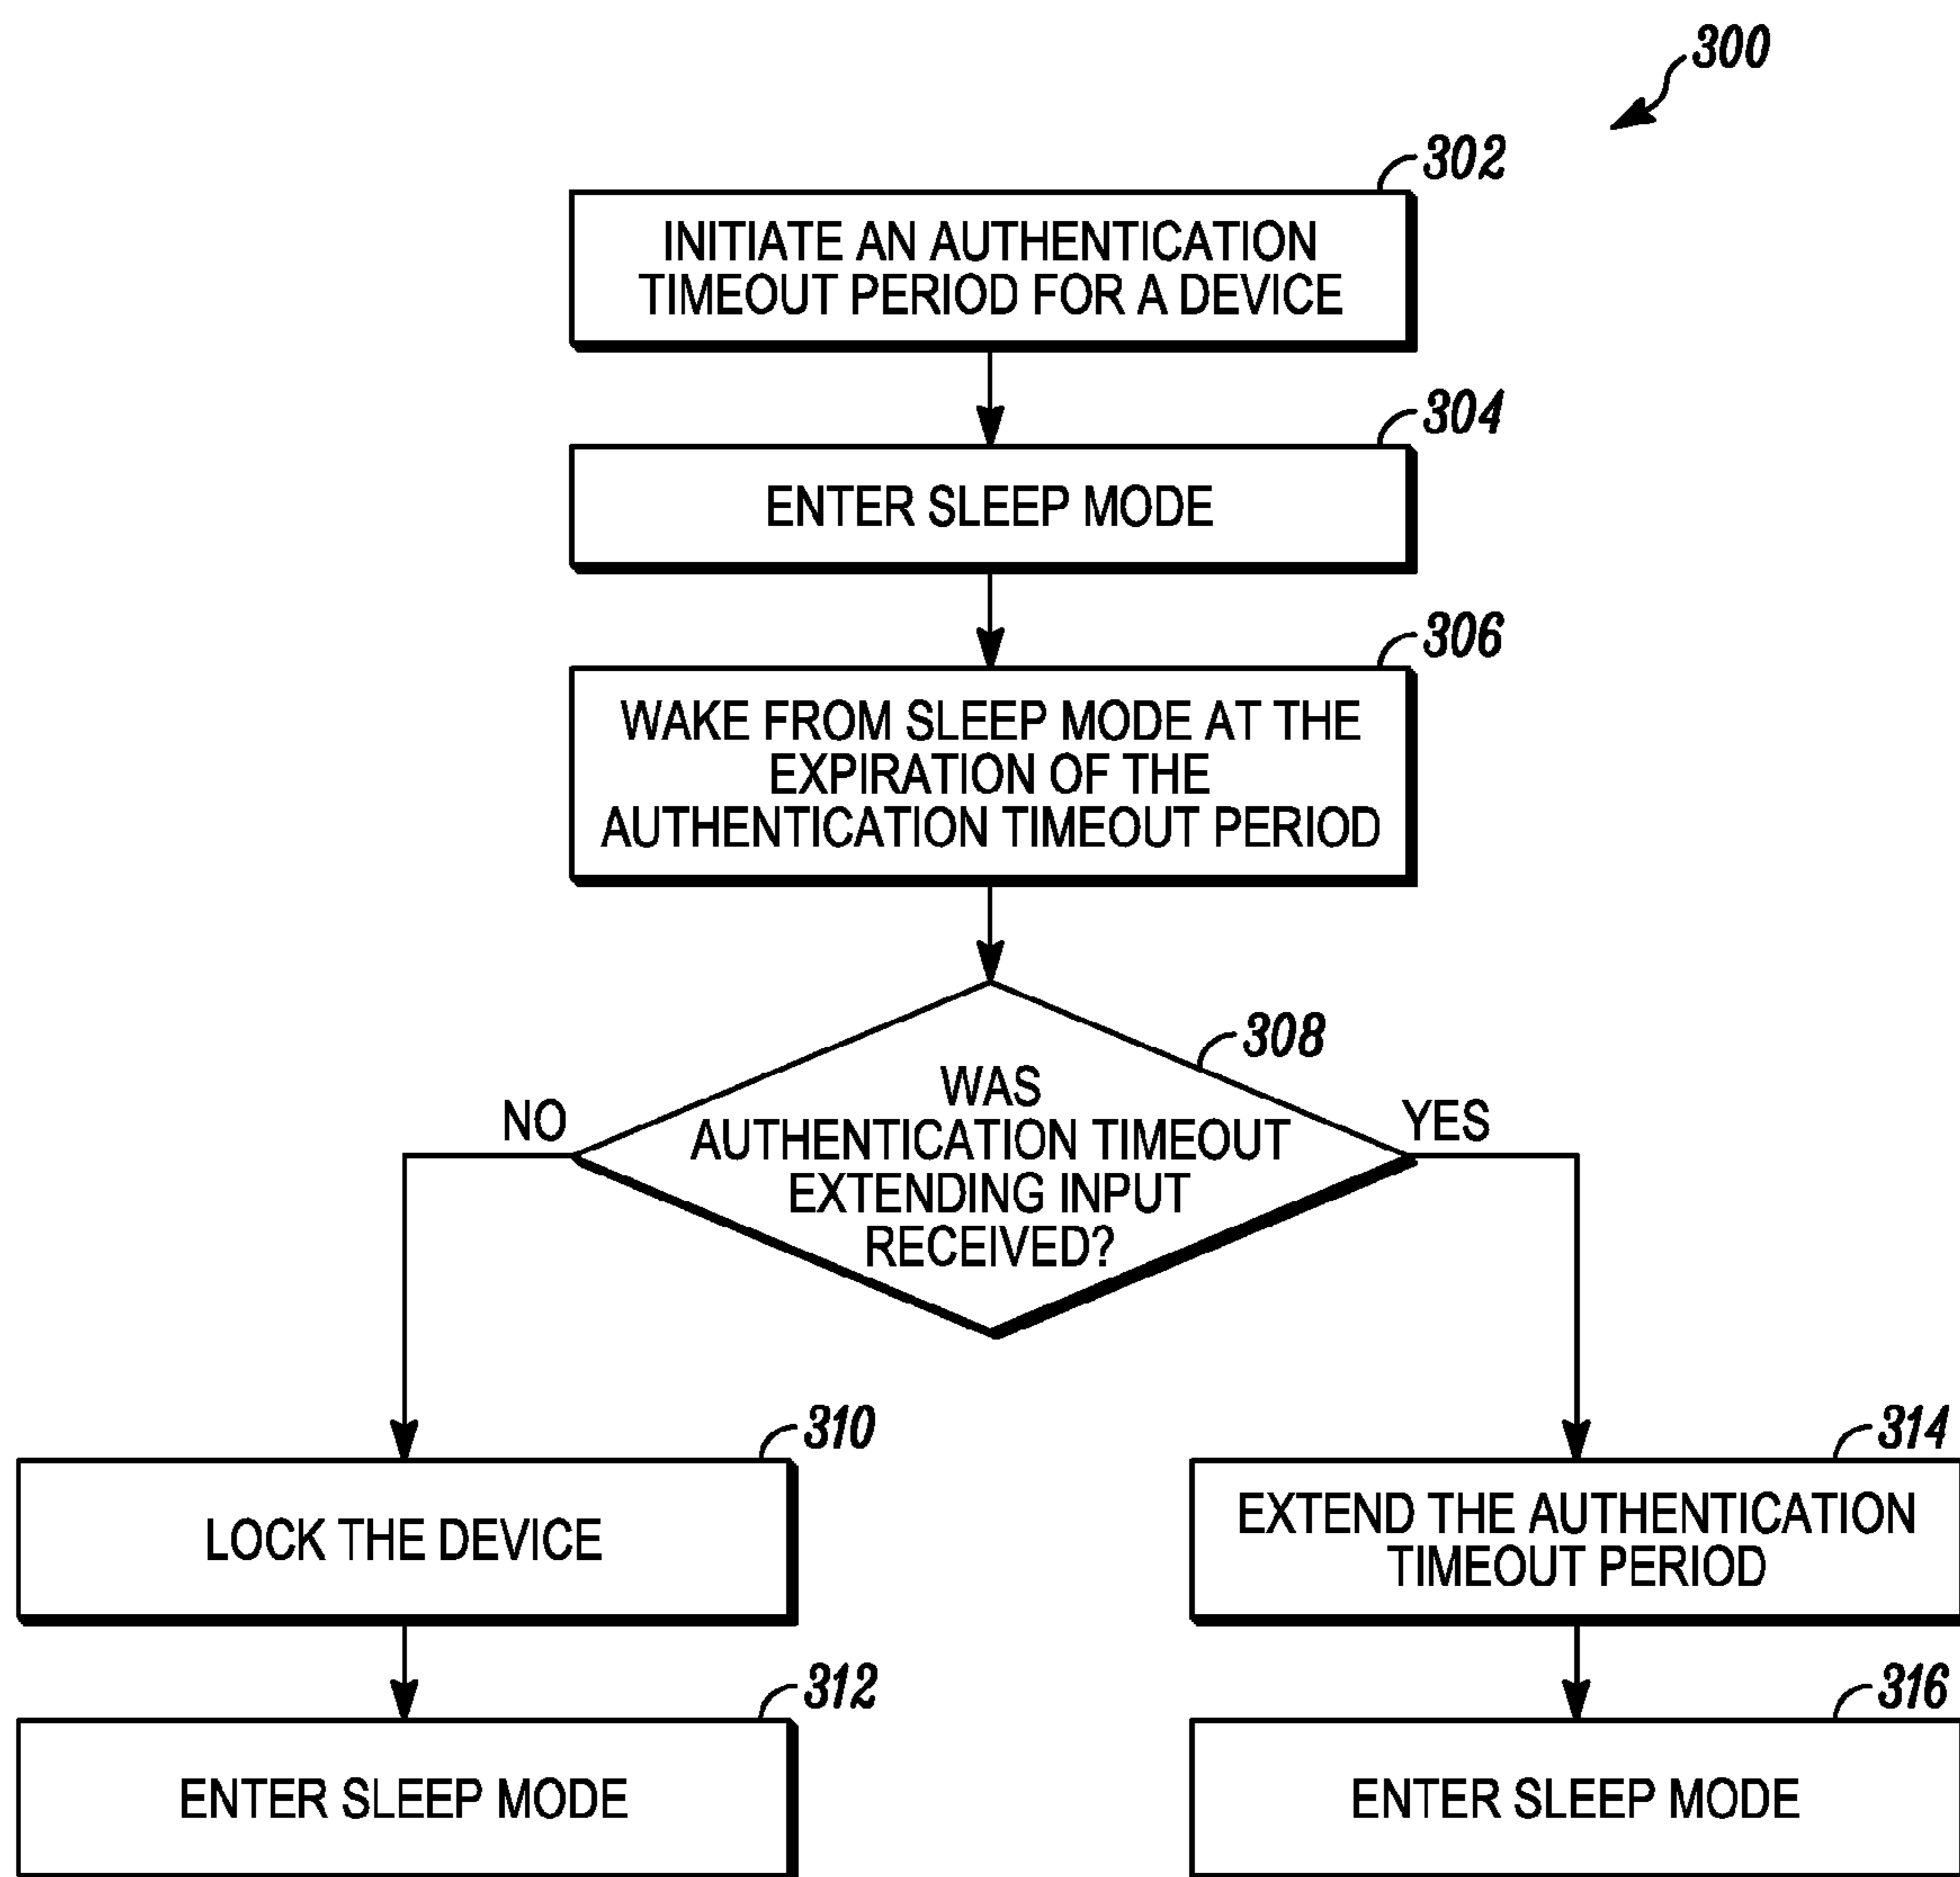 300
302
INITIATE AN AUTHENTICATION
TIMEOUT PERIOD FOR A DEVICE
304
ENTER SLEEP MODE
306
WAKE FROM SLEEP MODE AT THE
EXPIRATION OF THE
AUTHENTICATION TIMEOUT PERIOD
308
WAS
AUTHENTICATION TIMEOUT
EXTENDING INPUT
RECEIVED?
NO
YES
310
LOCK THE DEVICE
312
ENTER SLEEP MODE
314
EXTEND THE AUTHENTICATION
TIMEOUT PERIOD
316
ENTER SLEEP MODE